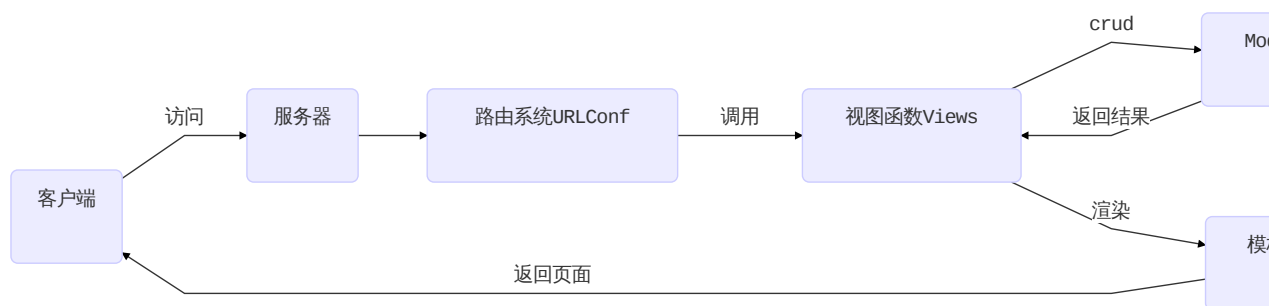 crud
访问
服务器
路由系统URLConf
调用
视图函数Views
返回结果
客户端
渲染
返回页面